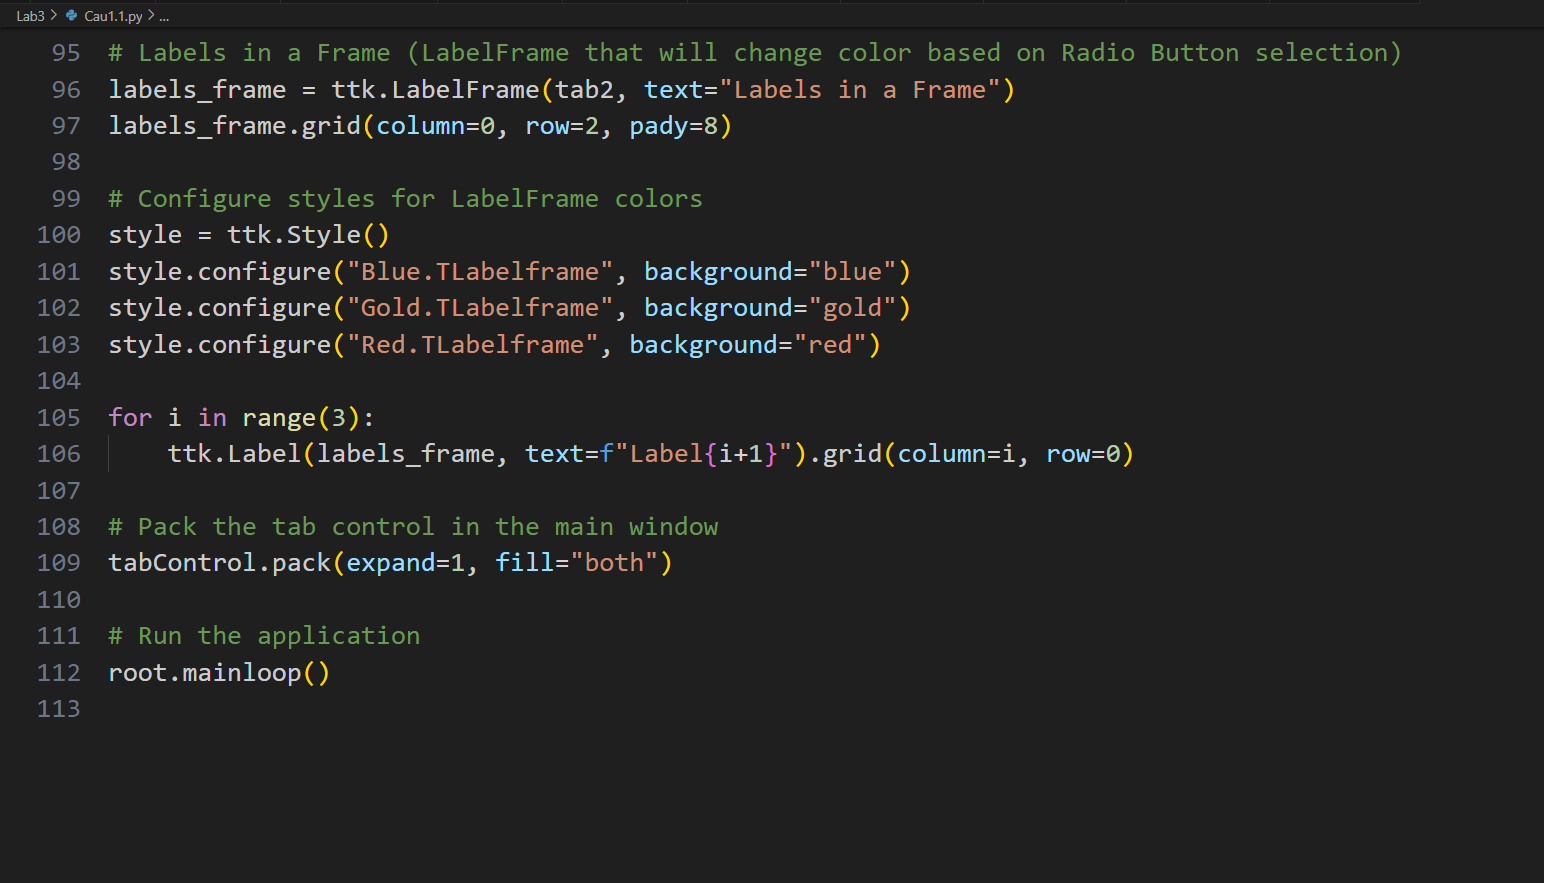 Lab3 > Cau1.1.py > ...
95 # Labels in a Frame (LabelFrame that will change color based on Radio Button selection)
96 labels_frame = ttk.LabelFrame(tab2, text="Labels in a Frame")
97 labels_frame.grid(column=0, row=2, pady=8)
98
99 # Configure styles for LabelFrame colors
100 style = ttk.Style()
101 style.configure("Blue.TLabelframe", background="blue")
102 style.configure("Gold.TLabelframe", background="gold")
103 style.configure("Red.TLabelframe", background="red")
104
105 for i in range(3):
106     ttk.Label(labels_frame, text=f"Label{i+1}").grid(column=i, row=0)
107
108 # Pack the tab control in the main window
109 tabControl.pack(expand=1, fill="both")
110
111 # Run the application
112 root.mainloop()
113